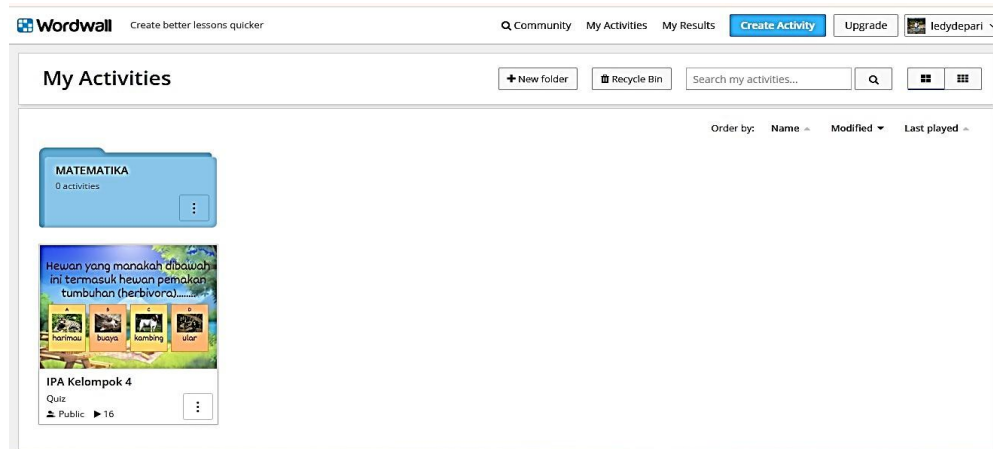 Wordwall Create better lessons quicker Community My Activities My Results Create Activity Upgrade ledydepari
My Activities + New folder Recycle Bin Search my activities...
Order by: Name Modified Last played
MATEMATIKA
0 activities
Hewan yang manakah dibawah
ini termasuk hewan pemakan
tumbuhan (herbivora)........
A B C D
harimau buaya kambing ular
IPA Kelompok 4
Quiz
Public 16